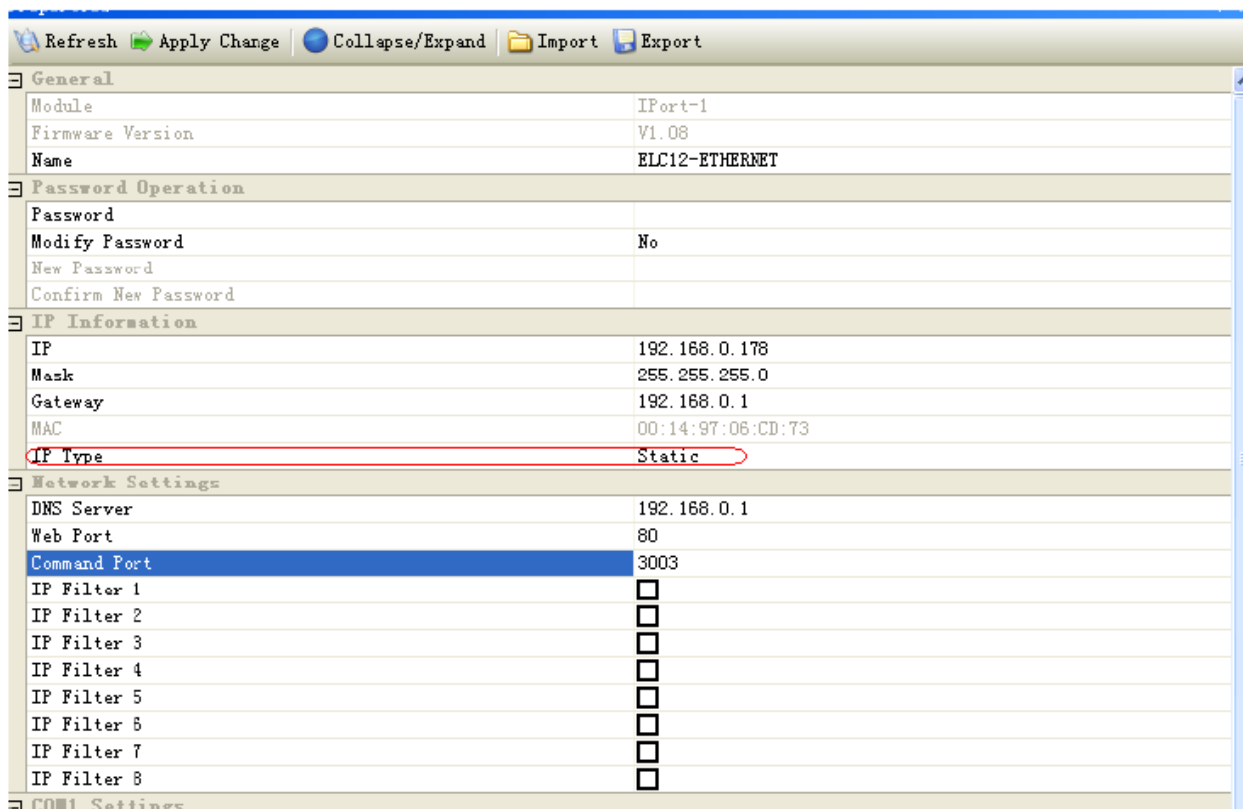 Refresh Apply Change Collapse/Expand Import Export
General
Module IPort-1
Firmware Version V1.08
Name ELC12-ETHERNET
Password Operation
Password
Modify Password No
New Password
Confirm New Password
IP Information
IP 192.168.0.178
Mask 255.255.255.0
Gateway 192.168.0.1
MAC 00:14:97:06:CD:73
IP Type Static
Network Settings
DNS Server 192.168.0.1
Web Port 80
Command Port 3003
IP Filter 1
IP Filter 2
IP Filter 3
IP Filter 4
IP Filter 5
IP Filter 6
IP Filter 7
IP Filter 8
COM1 Settings